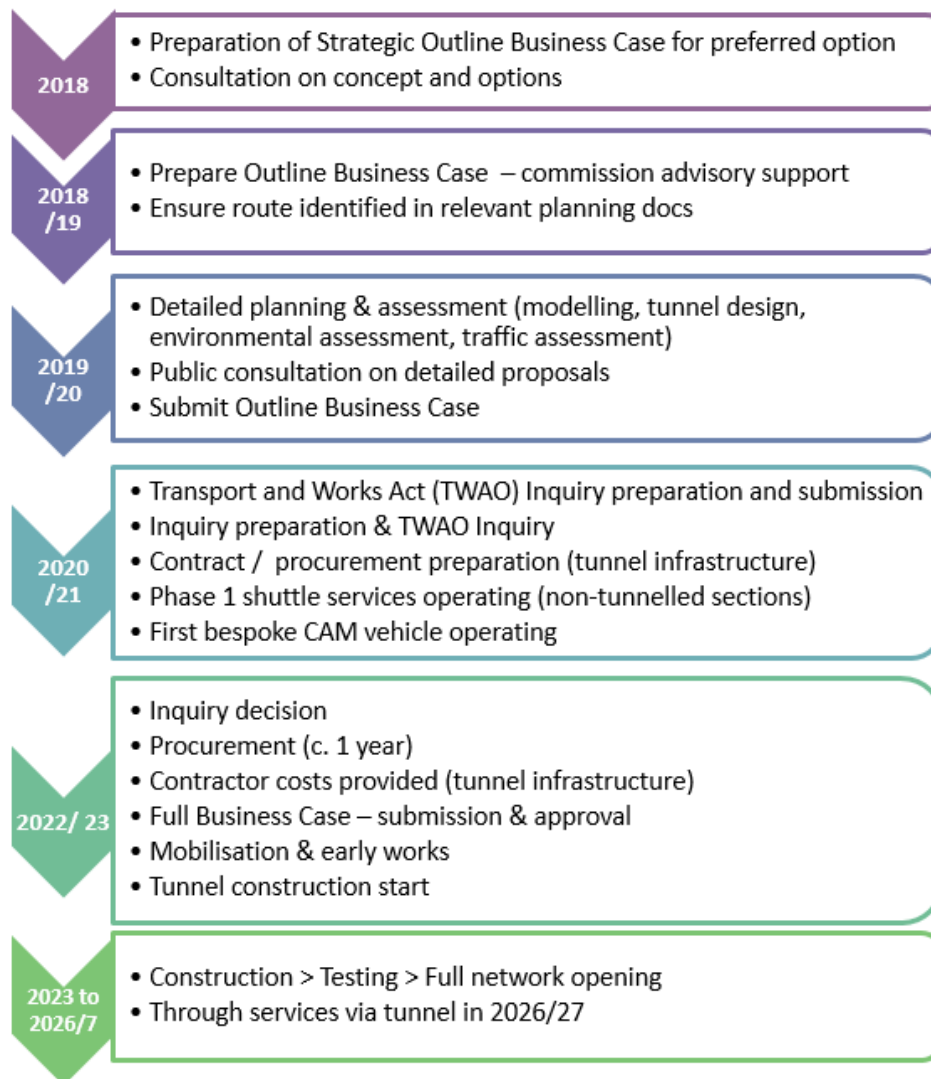 2018
• Preparation of Strategic Outline Business Case for preferred option
• Consultation on concept and options
2018
/19
• Prepare Outline Business Case – commission advisory support
• Ensure route identified in relevant planning docs
2019
/20
• Detailed planning & assessment (modelling, tunnel design,
environmental assessment, traffic assessment)
• Public consultation on detailed proposals
• Submit Outline Business Case
2020
/21
• Transport and Works Act (TWAO) Inquiry preparation and submission
• Inquiry preparation & TWAO Inquiry
• Contract / procurement preparation (tunnel infrastructure)
• Phase 1 shuttle services operating (non-tunnelled sections)
• First bespoke CAM vehicle operating
2022/ 23
• Inquiry decision
• Procurement (c. 1 year)
• Contractor costs provided (tunnel infrastructure)
• Full Business Case – submission & approval
• Mobilisation & early works
• Tunnel construction start
2023 to
2026/7
• Construction > Testing > Full network opening
• Through services via tunnel in 2026/27